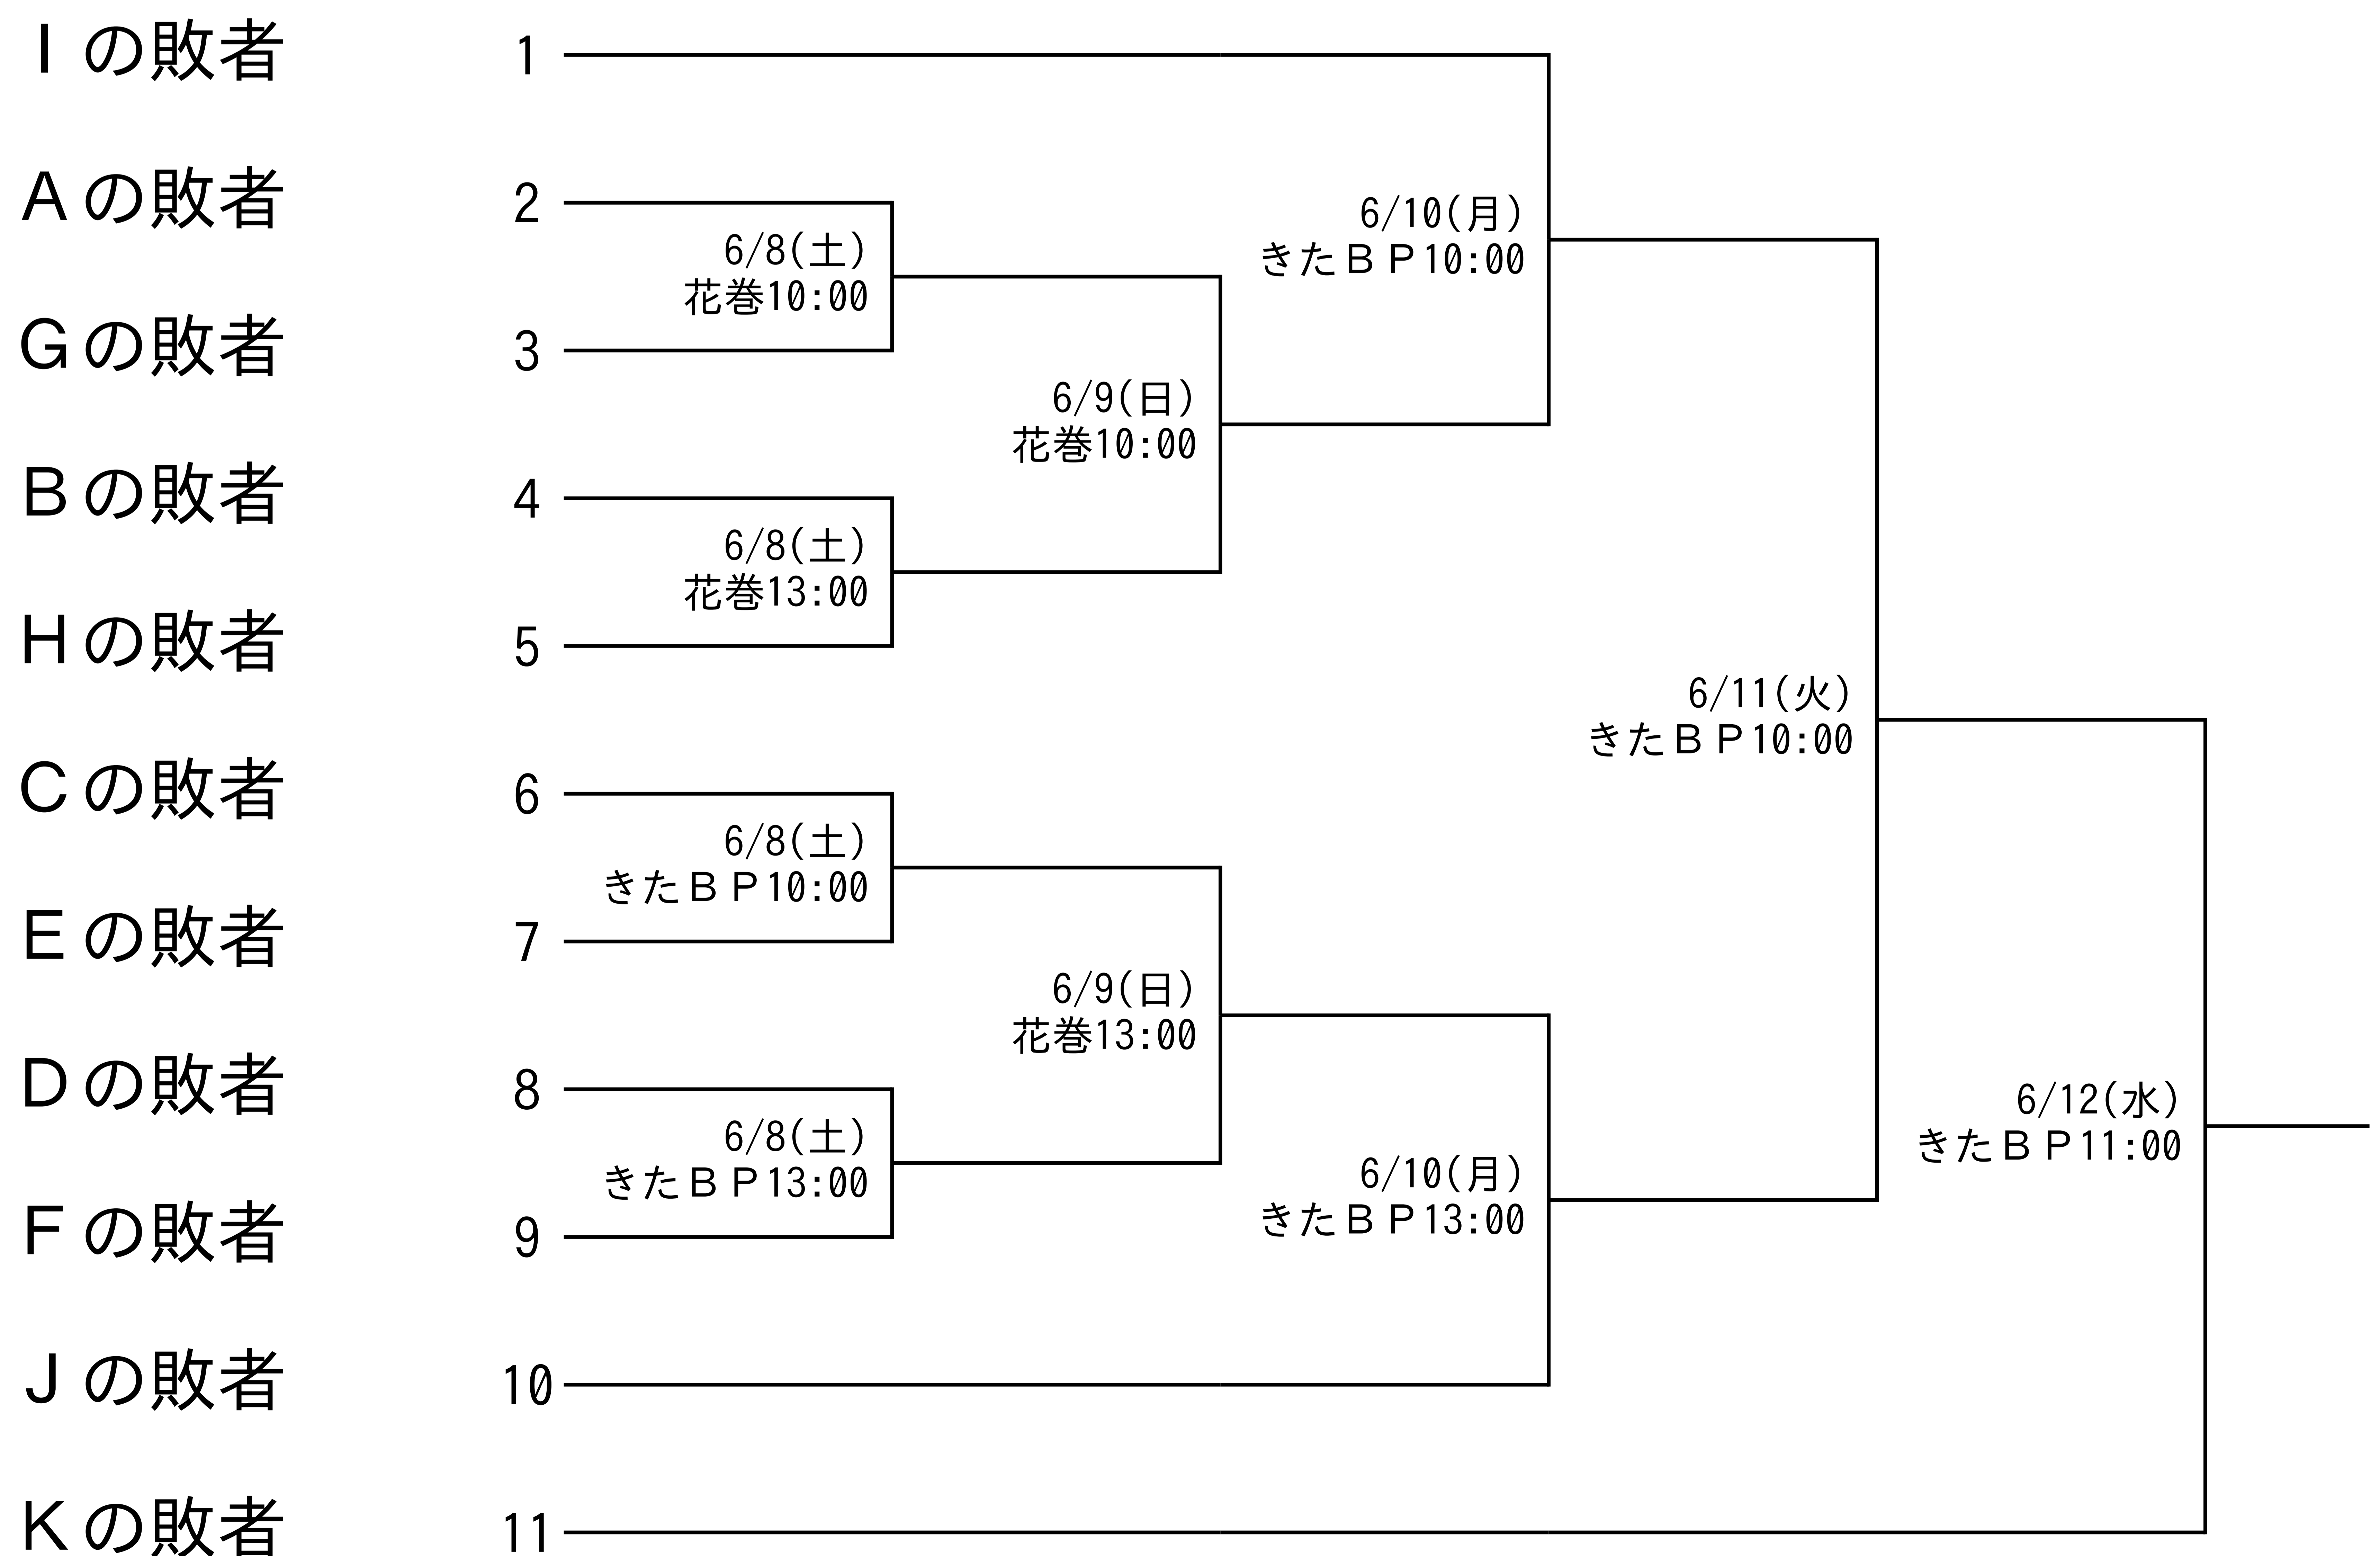 Iの敗者 1
Aの敗者 2
6/10(月)
きたＢＰ10:00
6/8(土)
花巻10:00
Gの敗者 3
6/9(日)
花巻10:00
Bの敗者 4
6/8(土)
花巻13:00
Hの敗者 5
6/11(火)
きたＢＰ10:00
Cの敗者 6
6/8(土)
きたＢＰ10:00
Eの敗者 7
6/9(日)
花巻13:00
Dの敗者 8
6/12(水)
きたＢＰ11:00
6/8(土)
きたＢＰ13:00
6/10(月)
きたＢＰ13:00
Fの敗者 9
Jの敗者 10
Kの敗者 11